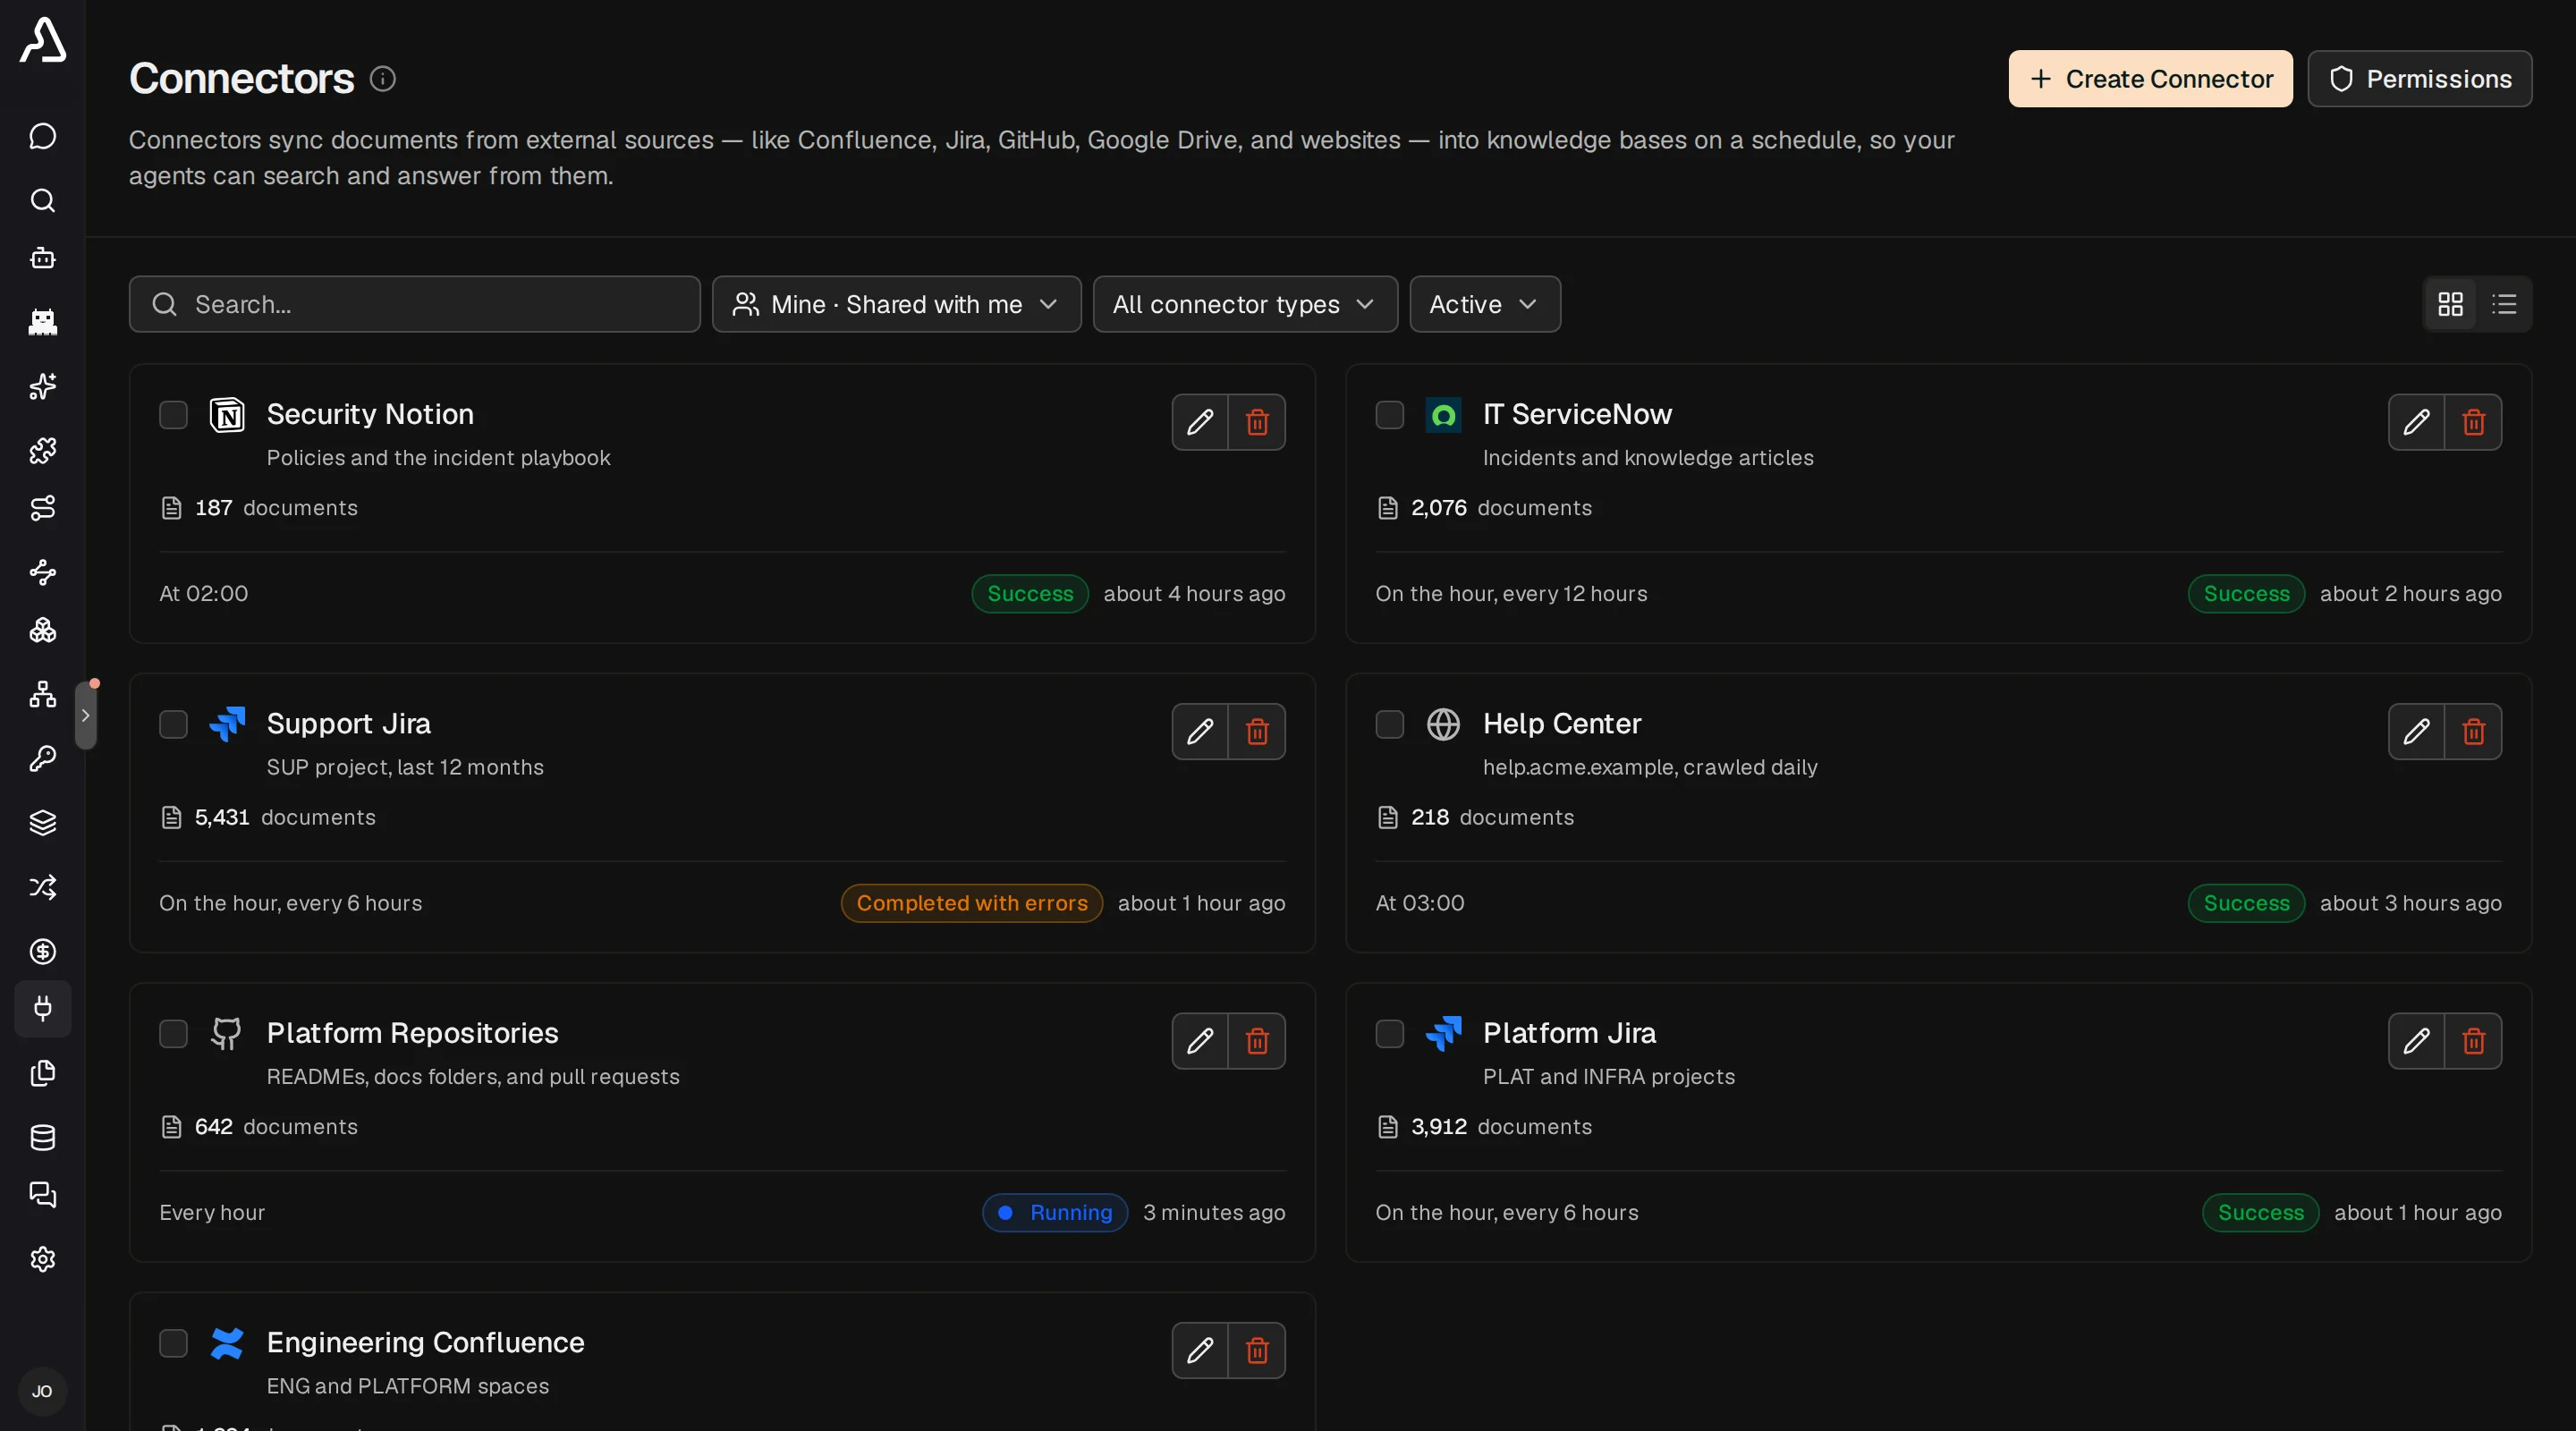 Connectors
Create Connector
Permissions
Connectors sync documents from external sources — like Confluence, Jira, GitHub, Google Drive, and websites — into knowledge bases on a schedule, so your
agents can search and answer from them.
Search...
Mine · Shared with me
All connector types
Active
Security Notion
Policies and the incident playbook
187 documents
At 02:00
Success
about 4 hours ago
IT ServiceNow
Incidents and knowledge articles
2,076 documents
On the hour, every 12 hours
Success
about 2 hours ago
Support Jira
SUP project, last 12 months
5,431 documents
On the hour, every 6 hours
Completed with errors
about 1 hour ago
Help Center
help.acme.example, crawled daily
218 documents
At 03:00
Success
about 3 hours ago
Platform Repositories
READMEs, docs folders, and pull requests
642 documents
Every hour
Running
3 minutes ago
Platform Jira
PLAT and INFRA projects
3,912 documents
On the hour, every 6 hours
Success
about 1 hour ago
Engineering Confluence
ENG and PLATFORM spaces
JO